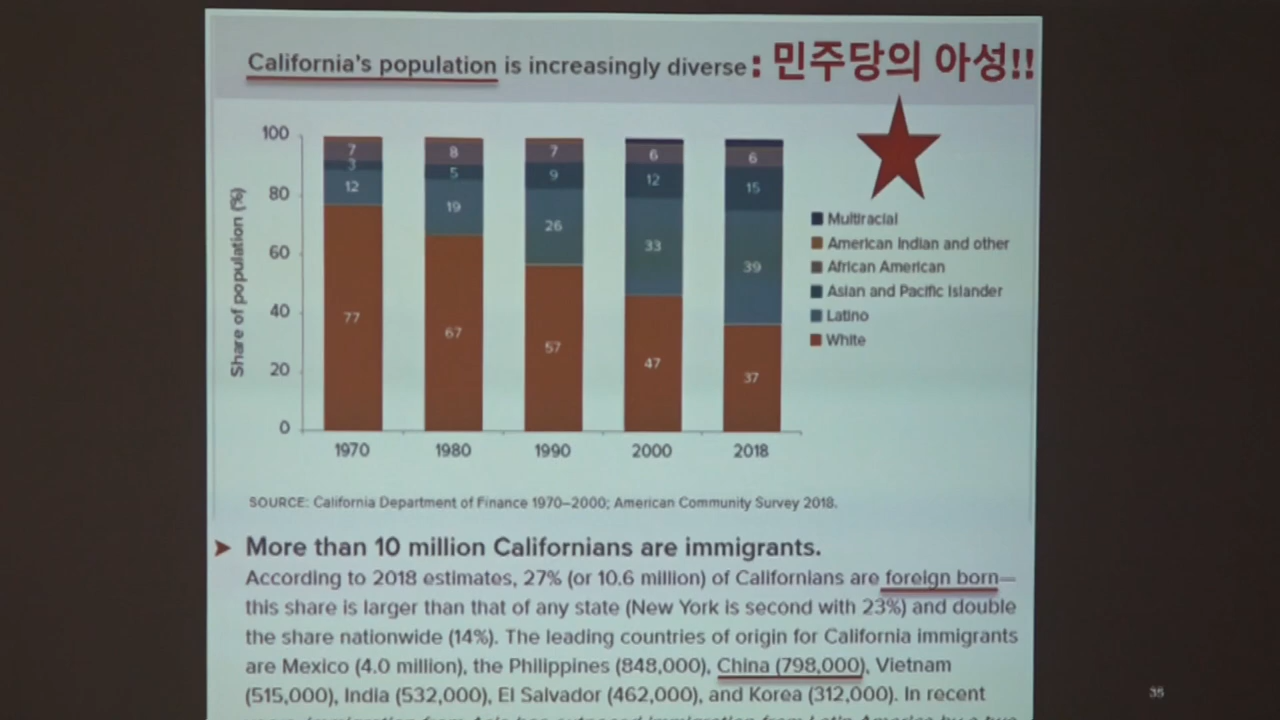 California's population is increasingly diverse : 민주당의 아성!!
100
80
60
40
20
0
Share of population (%)
7
3
12
77
8
5
19
67
7
9
26
57
6
12
33
47
6
15
39
37
1970
1980
1990
2000
2018
Multiracial
American Indian and other
African American
Asian and Pacific Islander
Latino
White
SOURCE: California Department of Finance 1970–2000; American Community Survey 2018.
More than 10 million Californians are immigrants.
According to 2018 estimates, 27% (or 10.6 million) of Californians are foreign born—
this share is larger than that of any state (New York is second with 23%) and double
the share nationwide (14%). The leading countries of origin for California immigrants
are Mexico (4.0 million), the Philippines (848,000), China (798,000), Vietnam
(515,000), India (532,000), El Salvador (462,000), and Korea (312,000). In recent